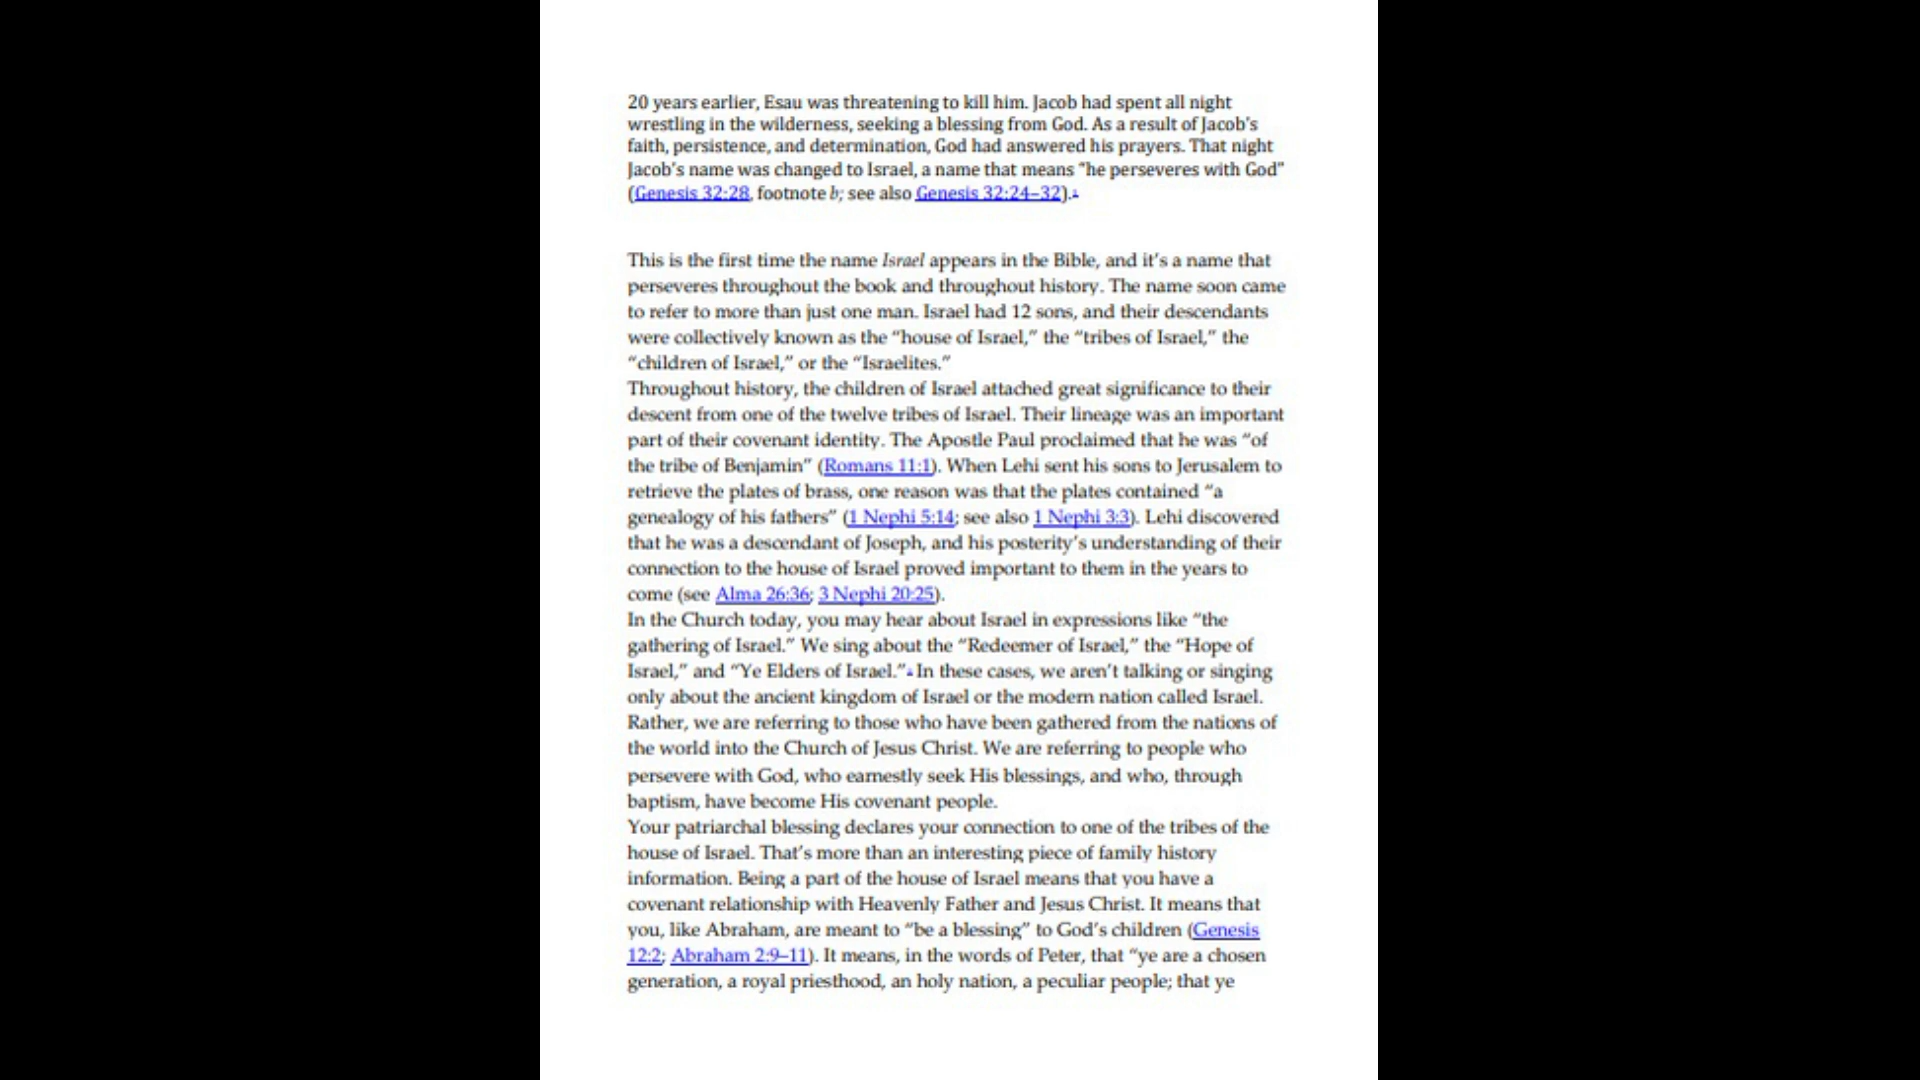 20 years earlier, Esau was threatening to kill him. Jacob had spent all night
wrestling in the wilderness, seeking a blessing from God. As a result of Jacob’s
faith, persistence, and determination, God had answered his prayers. That night
Jacob’s name was changed to Israel, a name that means “he perseveres with God”
(Genesis 32:28, footnote b; see also Genesis 32:24–32).
This is the first time the name Israel appears in the Bible, and it’s a name that
perseveres throughout the book and throughout history. The name soon came
to refer to more than just one man. Israel had 12 sons, and their descendants
were collectively known as the “house of Israel,” the “tribes of Israel,” the
“children of Israel,” or the “Israelites.”
Throughout history, the children of Israel attached great significance to their
descent from one of the twelve tribes of Israel. Their lineage was an important
part of their covenant identity. The Apostle Paul proclaimed that he was “of
the tribe of Benjamin” (Romans 11:1). When Lehi sent his sons to Jerusalem to
retrieve the plates of brass, one reason was that the plates contained “a
genealogy of his fathers” (1 Nephi 5:14; see also 1 Nephi 3:3). Lehi discovered
that he was a descendant of Joseph, and his posterity’s understanding of their
connection to the house of Israel proved important to them in the years to
come (see Alma 26:36; 3 Nephi 20:25).
In the Church today, you may hear about Israel in expressions like “the
gathering of Israel.” We sing about the “Redeemer of Israel,” the “Hope of
Israel,” and “Ye Elders of Israel.” In these cases, we aren’t talking or singing
only about the ancient kingdom of Israel or the modern nation called Israel.
Rather, we are referring to those who have been gathered from the nations of
the world into the Church of Jesus Christ. We are referring to people who
persevere with God, who earnestly seek His blessings, and who, through
baptism, have become His covenant people.
Your patriarchal blessing declares your connection to one of the tribes of the
house of Israel. That’s more than an interesting piece of family history
information. Being a part of the house of Israel means that you have a
covenant relationship with Heavenly Father and Jesus Christ. It means that
you, like Abraham, are meant to “be a blessing” to God’s children (Genesis
12:2; Abraham 2:9–11). It means, in the words of Peter, that “ye are a chosen
generation, a royal priesthood, an holy nation, a peculiar people; that ye